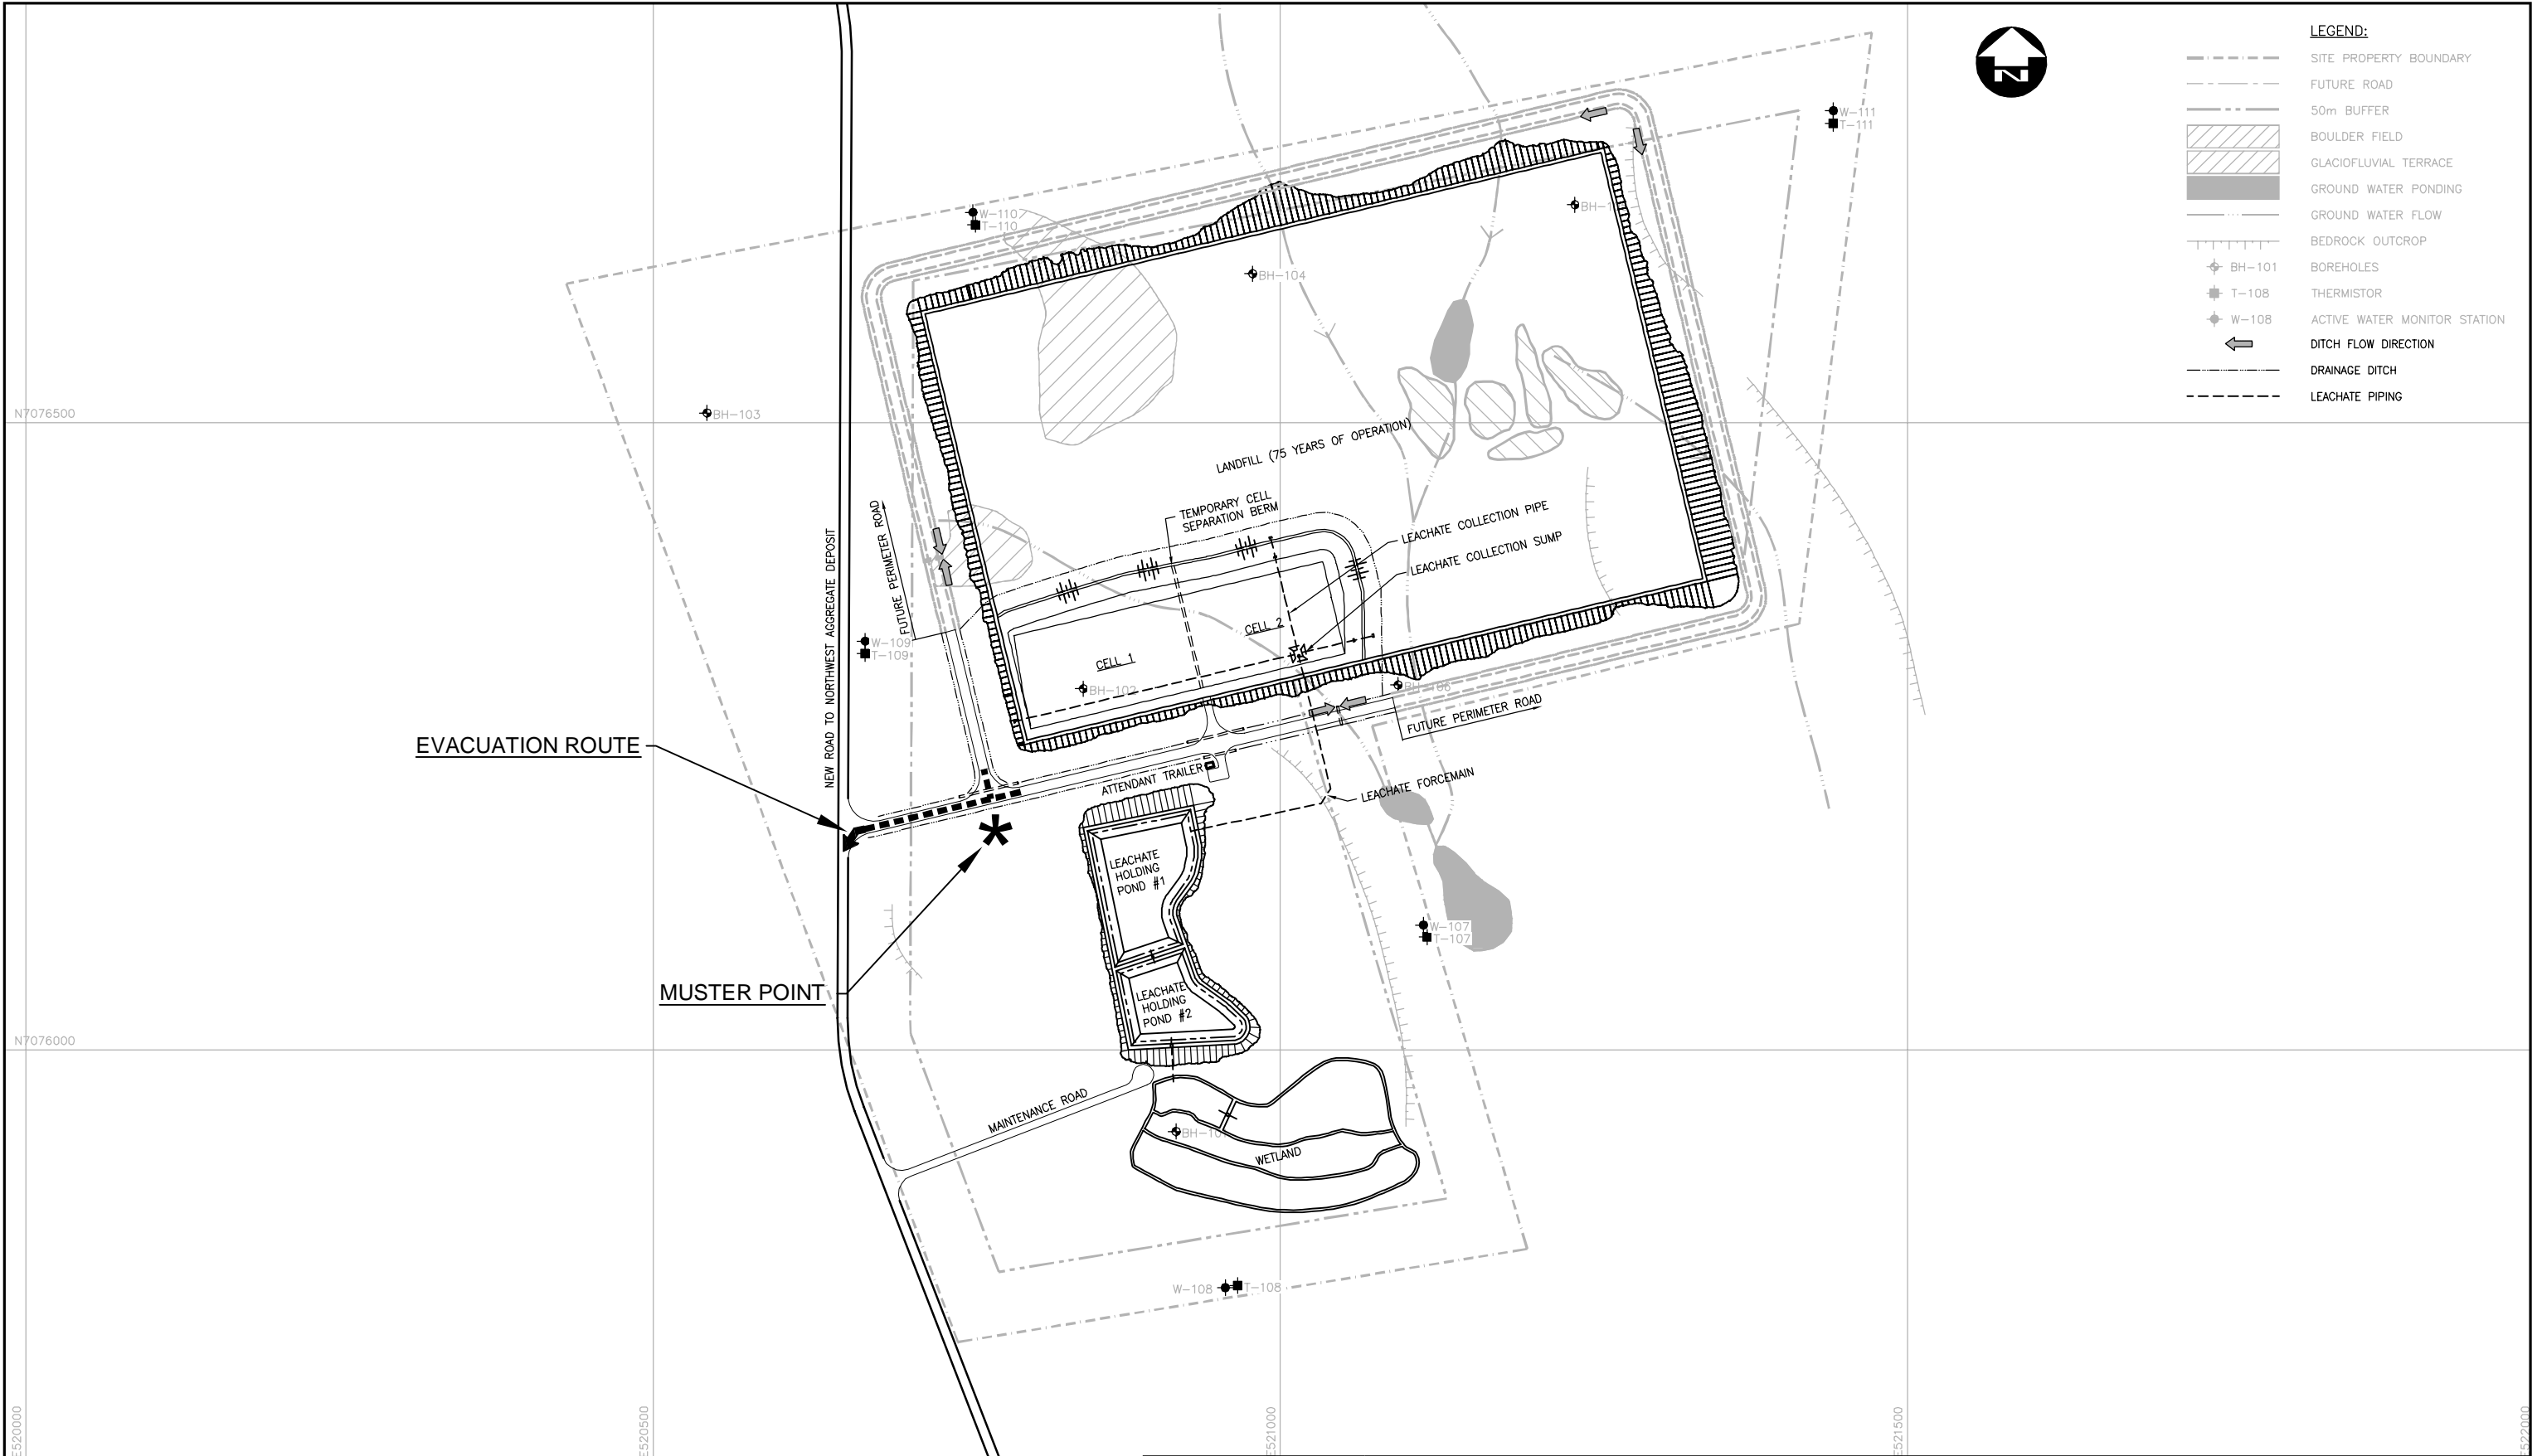 LEGEND:
SITE PROPERTY BOUNDARY
FUTURE ROAD
50m BUFFER
BOULDER FIELD
GLACIOFLUVIAL TERRACE
GROUND WATER PONDING
GROUND WATER FLOW
BEDROCK OUTCROP
BH-101 BOREHOLES
T-108 THERMISTOR
W-108 ACTIVE WATER MONITOR STATION
DITCH FLOW DIRECTION
DRAINAGE DITCH
LEACHATE PIPING
N
W-111
T-111
W-110
T-110
BH-104
N7076500
BH-103
LANDFILL (75 YEARS OF OPERATION)
TEMPORARY CELL
SEPARATION BERM
LEACHATE COLLECTION PIPE
LEACHATE COLLECTION SUMP
NEW ROAD TO NORTHWEST AGGREGATE DEPOSIT
FUTURE PERIMETER ROAD
W-109
T-109
CELL 1
CELL 2
BH-102
BH-106
FUTURE PERIMETER ROAD
EVACUATION ROUTE
ATTENDANT TRAILER
LEACHATE FORCEMAIN
LEACHATE
HOLDING
POND #1
W-107
T-107
MUSTER POINT
LEACHATE
HOLDING
POND #2
N7076000
MAINTENANCE ROAD
WETLAND
W-108
T-108
E520000
E520500
E521000
E521500
E522000